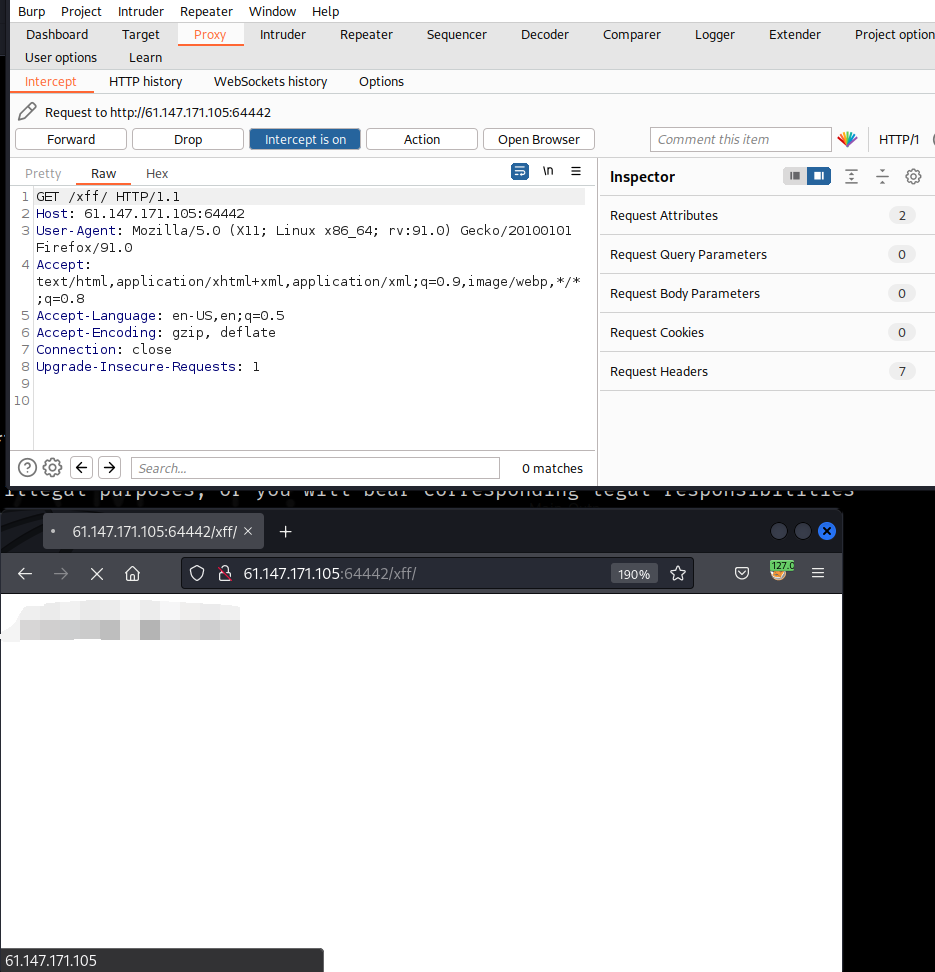 Burp Project Intruder Repeater Window Help
Dashboard Target Proxy Intruder Repeater Sequencer Decoder Comparer Logger Extender Project option
User options Learn
Intercept HTTP history WebSockets history Options
Request to http://61.147.171.105:64442
Forward Drop Intercept is on Action Open Browser Comment this item HTTP/1
Pretty Raw Hex \n Inspector
1 GET /xff/ HTTP/1.1
2 Host: 61.147.171.105:64442
3 User-Agent: Mozilla/5.0 (X11; Linux x86_64; rv:91.0) Gecko/20100101
Firefox/91.0
4 Accept:
text/html,application/xhtml+xml,application/xml;q=0.9,image/webp,*/*
;q=0.8
5 Accept-Language: en-US,en;q=0.5
6 Accept-Encoding: gzip, deflate
7 Connection: close
8 Upgrade-Insecure-Requests: 1
9
10
Request Attributes 2
Request Query Parameters 0
Request Body Parameters 0
Request Cookies 0
Request Headers 7
Search... 0 matches
illegal purposes, or you will bear corresponding legal responsibilities
61.147.171.105:64442/xff/
61.147.171.105:64442/xff/ 190% 127.0
61.147.171.105